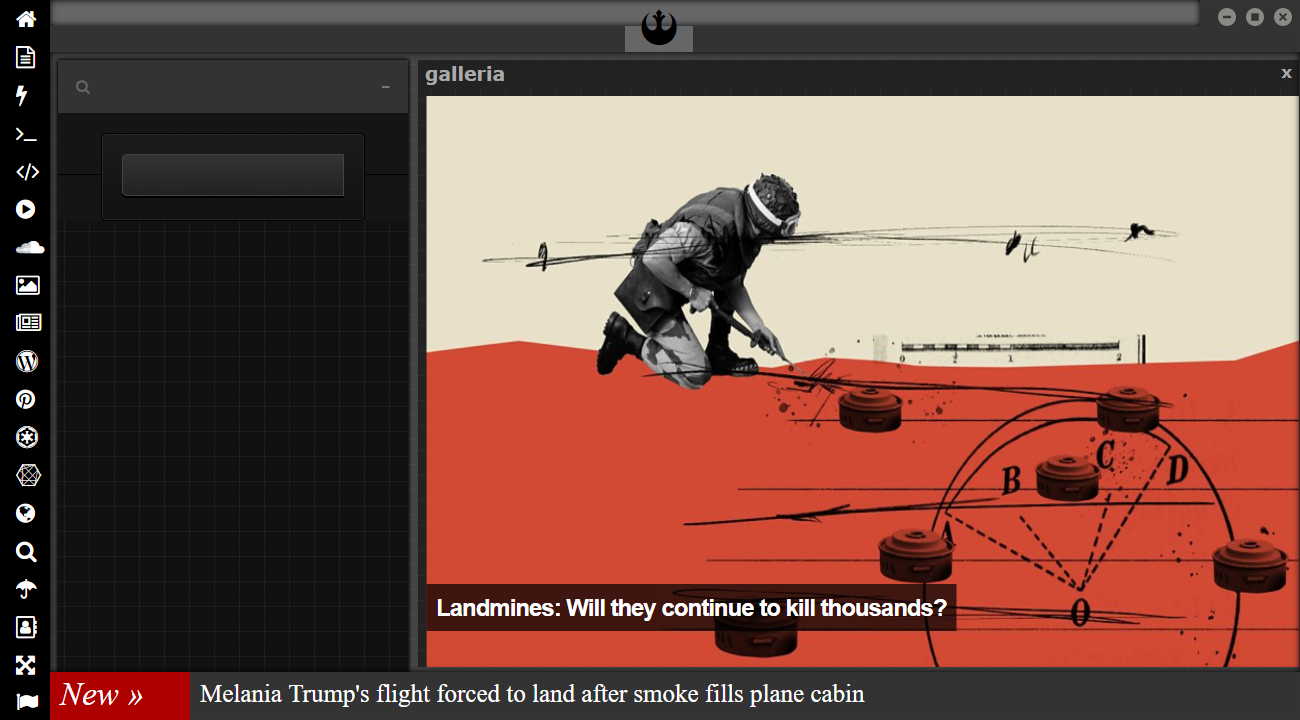 galleria
x
0 2 1 2
B C D
A
O
Landmines: Will they continue to kill thousands?
New » Melania Trump's flight forced to land after smoke fills plane cabin